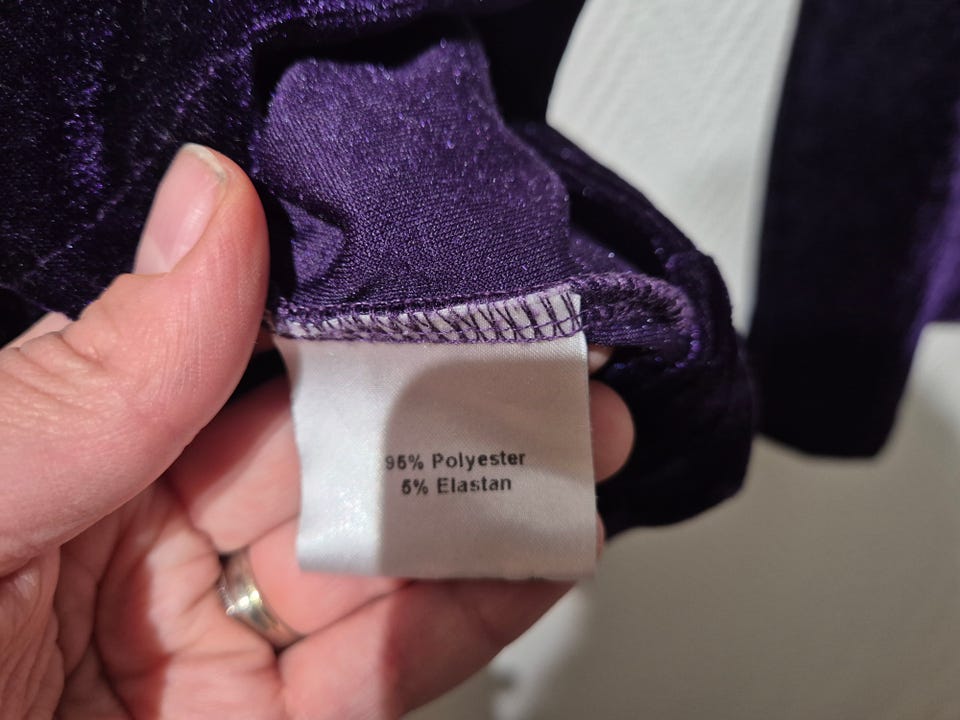 95% Polyester
5% Elastan